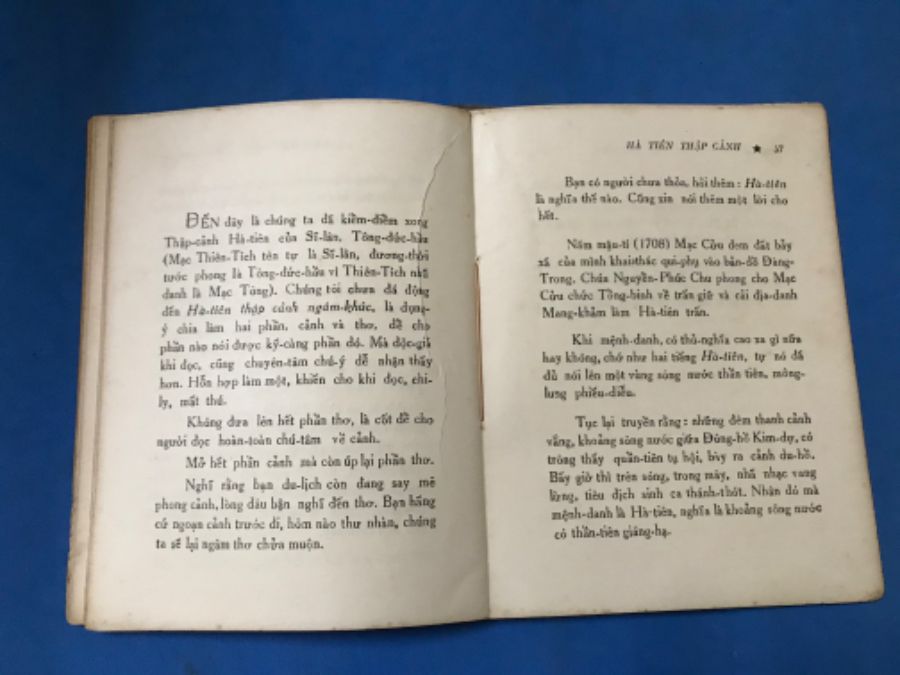 ĐẾN đây là chúng ta đã kiểm-điểm xong
Thập-cảnh Hà-tiên của Sĩ-lân, Tông-đức-hầu
(Mạc Thiên-Tích tên tự là Sĩ-lân, đương-thời
tước phong là Tông-đức-hầu vì Thiên-Tích nhũ
danh là Mạc Tông). Chúng tôi chưa đá động
đến Hà-tiên thập cảnh ngâm-khúc, là dụng-
ý chia làm hai phần, cảnh và thơ, để cho
phần nào nói được kỹ-càng phần đó. Mà độc-giả
khi đọc, cũng chuyên-tâm chú-ý dễ nhận thấy
hơn. Hỗn hợp làm một, khiến cho khi đọc, chi-
ly, mất thú.
Không đưa lên hết phần thơ, là cốt để cho
người đọc hoàn-toàn chú-tâm về cảnh.
Mở hết phần cảnh mà còn úp lại phần thơ.
Nghĩ rằng bạn du-lịch còn đang say mê
phong cảnh, lòng đâu bận nghĩ đến thơ. Bạn hãng
cứ ngoạn cảnh trước đi, hôm nào thư nhàn, chúng
ta sẽ lại ngâm thơ chửa muộn.
HÀ TIÊN THẬP CẢNH ★ 57
Bạn có người chưa thỏa, hỏi thêm : Hà-tiên
là nghĩa thế nào. Cũng xin nói thêm một lời cho
hết.
Năm mậu-tí (1708) Mạc Cửu đem đất bảy
xã của mình khai thác qui-phụ vào bản-đồ Đàng-
Trong. Chúa Nguyễn-Phúc Chu phong cho Mạc
Cửu chức Tổng-binh về trấn giữ và cải địa-danh
Mang-khảm làm Hà-tiên trấn.
Khi mệnh-danh, có thủ-nghĩa cao xa gì nữa
hay không, chớ như hai tiếng Hà-tiên, tự nó đã
đủ nói lên một vùng sông nước thần tiên, mông-
lung phiếu-diễu.
Tục lại truyền rằng : những đêm thanh cảnh
vắng, khoảng sông nước giữa Đông-hồ Kim-dự, có
trông thấy quần-tiên tụ hội, bày ra cảnh du-hồ.
Bấy giờ thì trên sông, trong mây, nhã nhạc vang
lừng, tiêu địch sinh ca thánh-thót. Nhận đó mà
mệnh-danh là Hà-tiên, nghĩa là khoảng sông nước
có thần-tiên giáng-hạ.